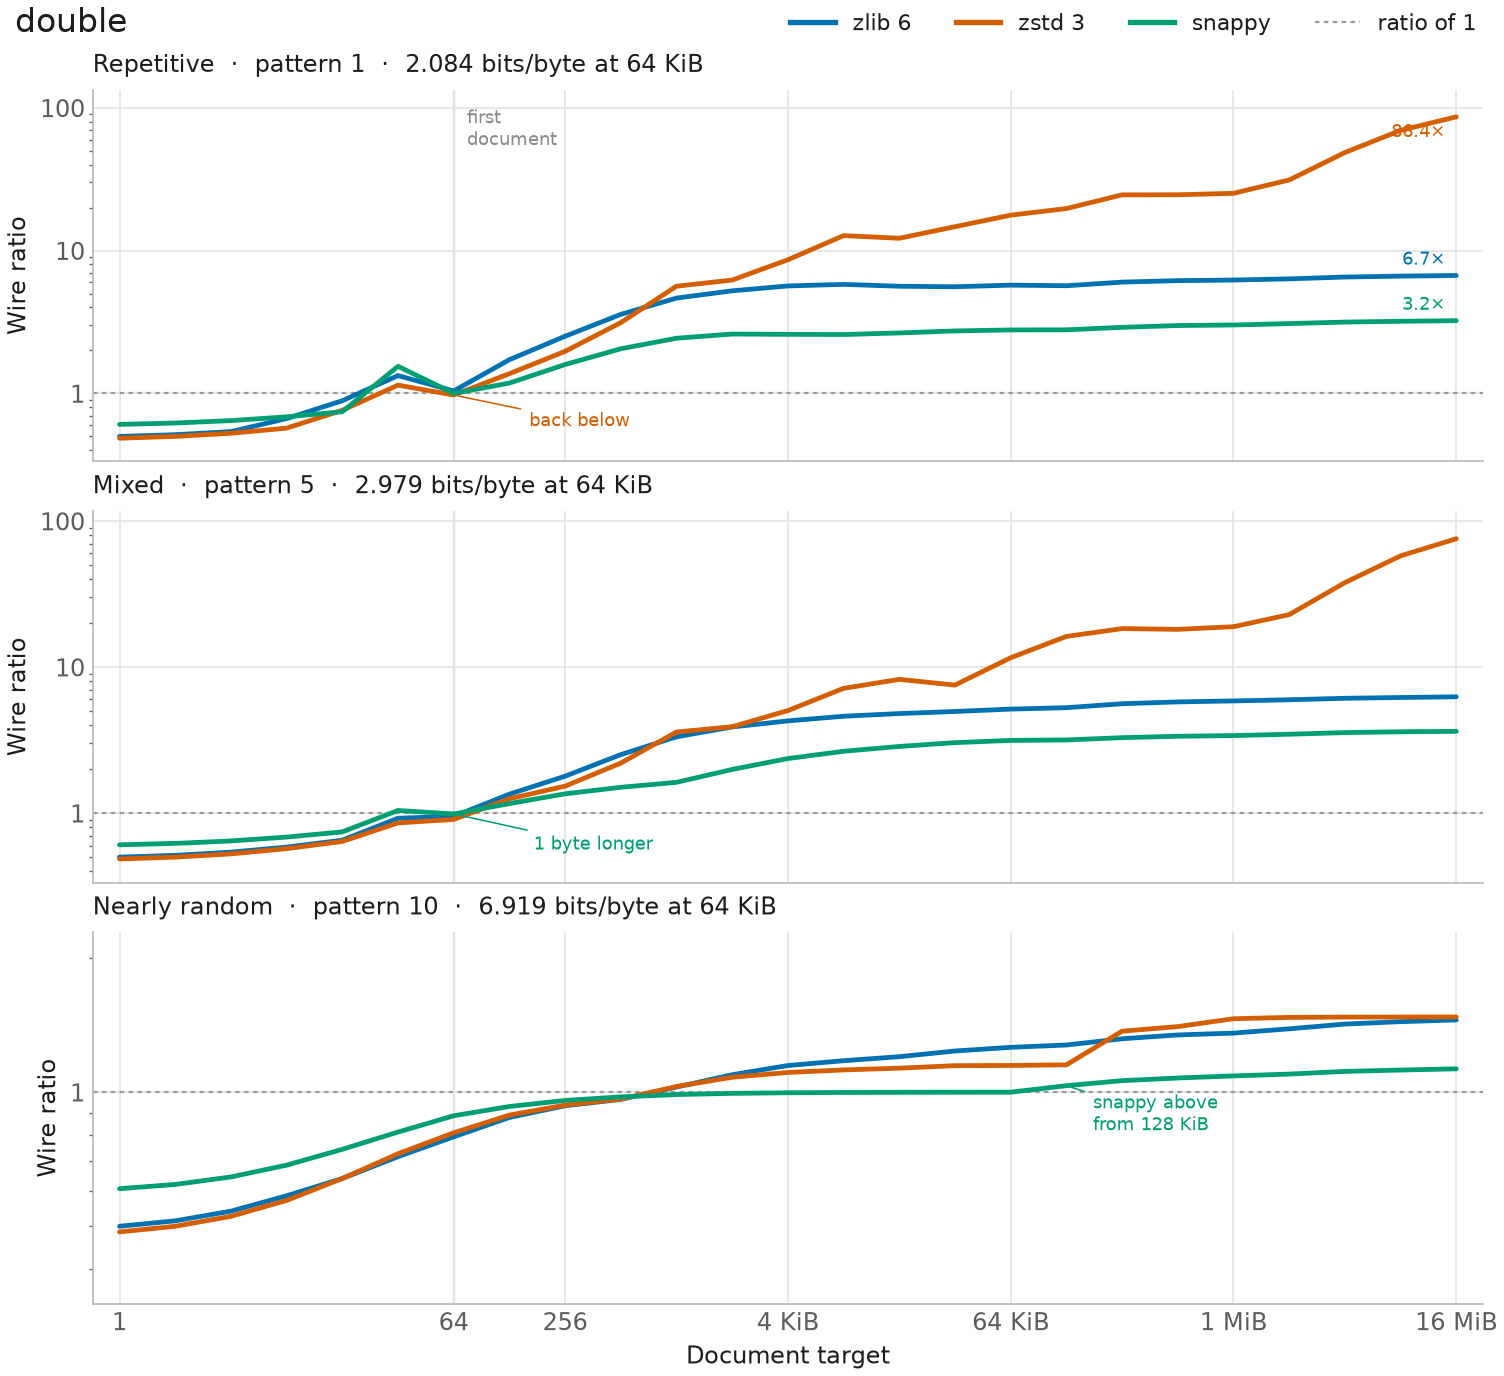 double
zlib 6
zstd 3
snappy
ratio of 1
Repetitive · pattern 1 · 2.084 bits/byte at 64 KiB
Wire ratio
100
10
1
first
document
86.4×
6.7×
3.2×
back below
Mixed · pattern 5 · 2.979 bits/byte at 64 KiB
Wire ratio
100
10
1
1 byte longer
Nearly random · pattern 10 · 6.919 bits/byte at 64 KiB
Wire ratio
1
snappy above
from 128 KiB
1
64
256
4 KiB
64 KiB
1 MiB
16 MiB
Document target